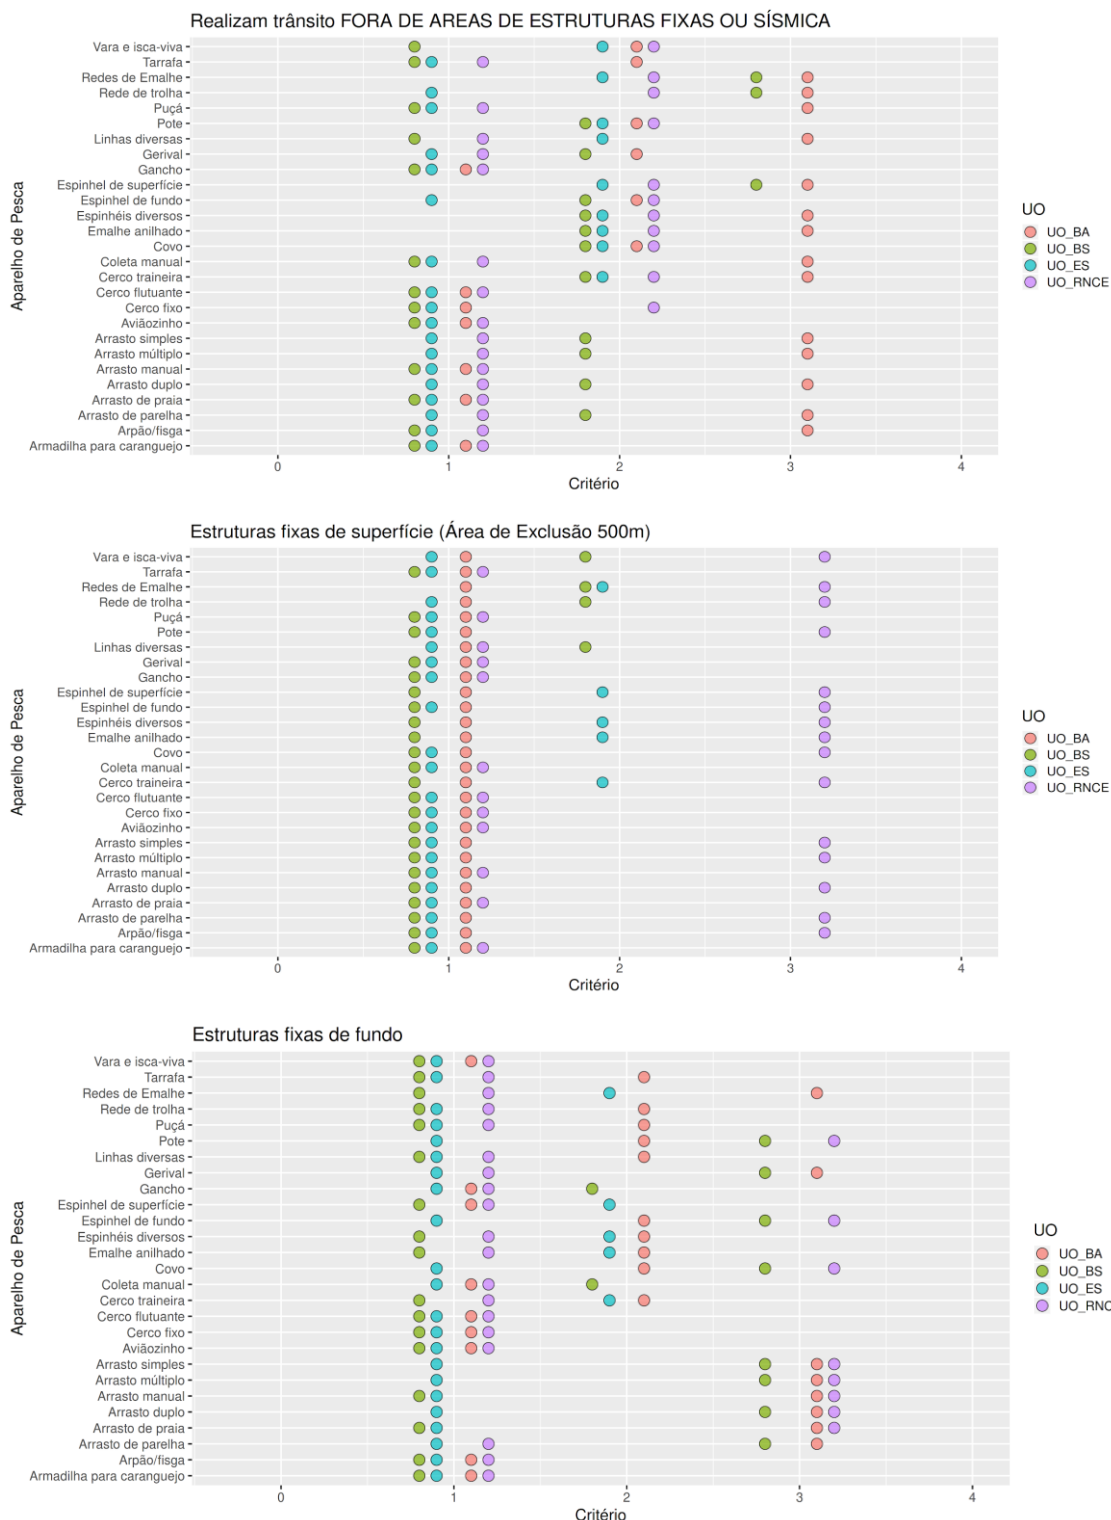 Realizam trânsito FORA DE AREAS DE ESTRUTURAS FIXAS OU SÍSMICA
Aparelho de Pesca
Vara e isca-viva
Tarrafa
Redes de Emalhe
Rede de trolha
Puçá
Pote
Linhas diversas
Gerival
Gancho
Espinhel de superfície
Espinhel de fundo
Espinhéis diversos
Emalhe anilhado
Covo
Coleta manual
Cerco traineira
Cerco flutuante
Cerco fixo
Aviãozinho
Arrasto simples
Arrasto múltiplo
Arrasto manual
Arrasto duplo
Arrasto de praia
Arrasto de parelha
Arpão/fisga
Armadilha para caranguejo
0 1 2 3 4
Critério
UO
UO_BA
UO_BS
UO_ES
UO_RNCE
Estruturas fixas de superfície (Área de Exclusão 500m)
Aparelho de Pesca
Vara e isca-viva
Tarrafa
Redes de Emalhe
Rede de trolha
Puçá
Pote
Linhas diversas
Gerival
Gancho
Espinhel de superfície
Espinhel de fundo
Espinhéis diversos
Emalhe anilhado
Covo
Coleta manual
Cerco traineira
Cerco flutuante
Cerco fixo
Aviãozinho
Arrasto simples
Arrasto múltiplo
Arrasto manual
Arrasto duplo
Arrasto de praia
Arrasto de parelha
Arpão/fisga
Armadilha para caranguejo
0 1 2 3 4
Critério
UO
UO_BA
UO_BS
UO_ES
UO_RNCE
Estruturas fixas de fundo
Aparelho de Pesca
Vara e isca-viva
Tarrafa
Redes de Emalhe
Rede de trolha
Puçá
Pote
Linhas diversas
Gerival
Gancho
Espinhel de superfície
Espinhel de fundo
Espinhéis diversos
Emalhe anilhado
Covo
Coleta manual
Cerco traineira
Cerco flutuante
Cerco fixo
Aviãozinho
Arrasto simples
Arrasto múltiplo
Arrasto manual
Arrasto duplo
Arrasto de praia
Arrasto de parelha
Arpão/fisga
Armadilha para caranguejo
0 1 2 3 4
Critério
UO
UO_BA
UO_BS
UO_ES
UO_RNC